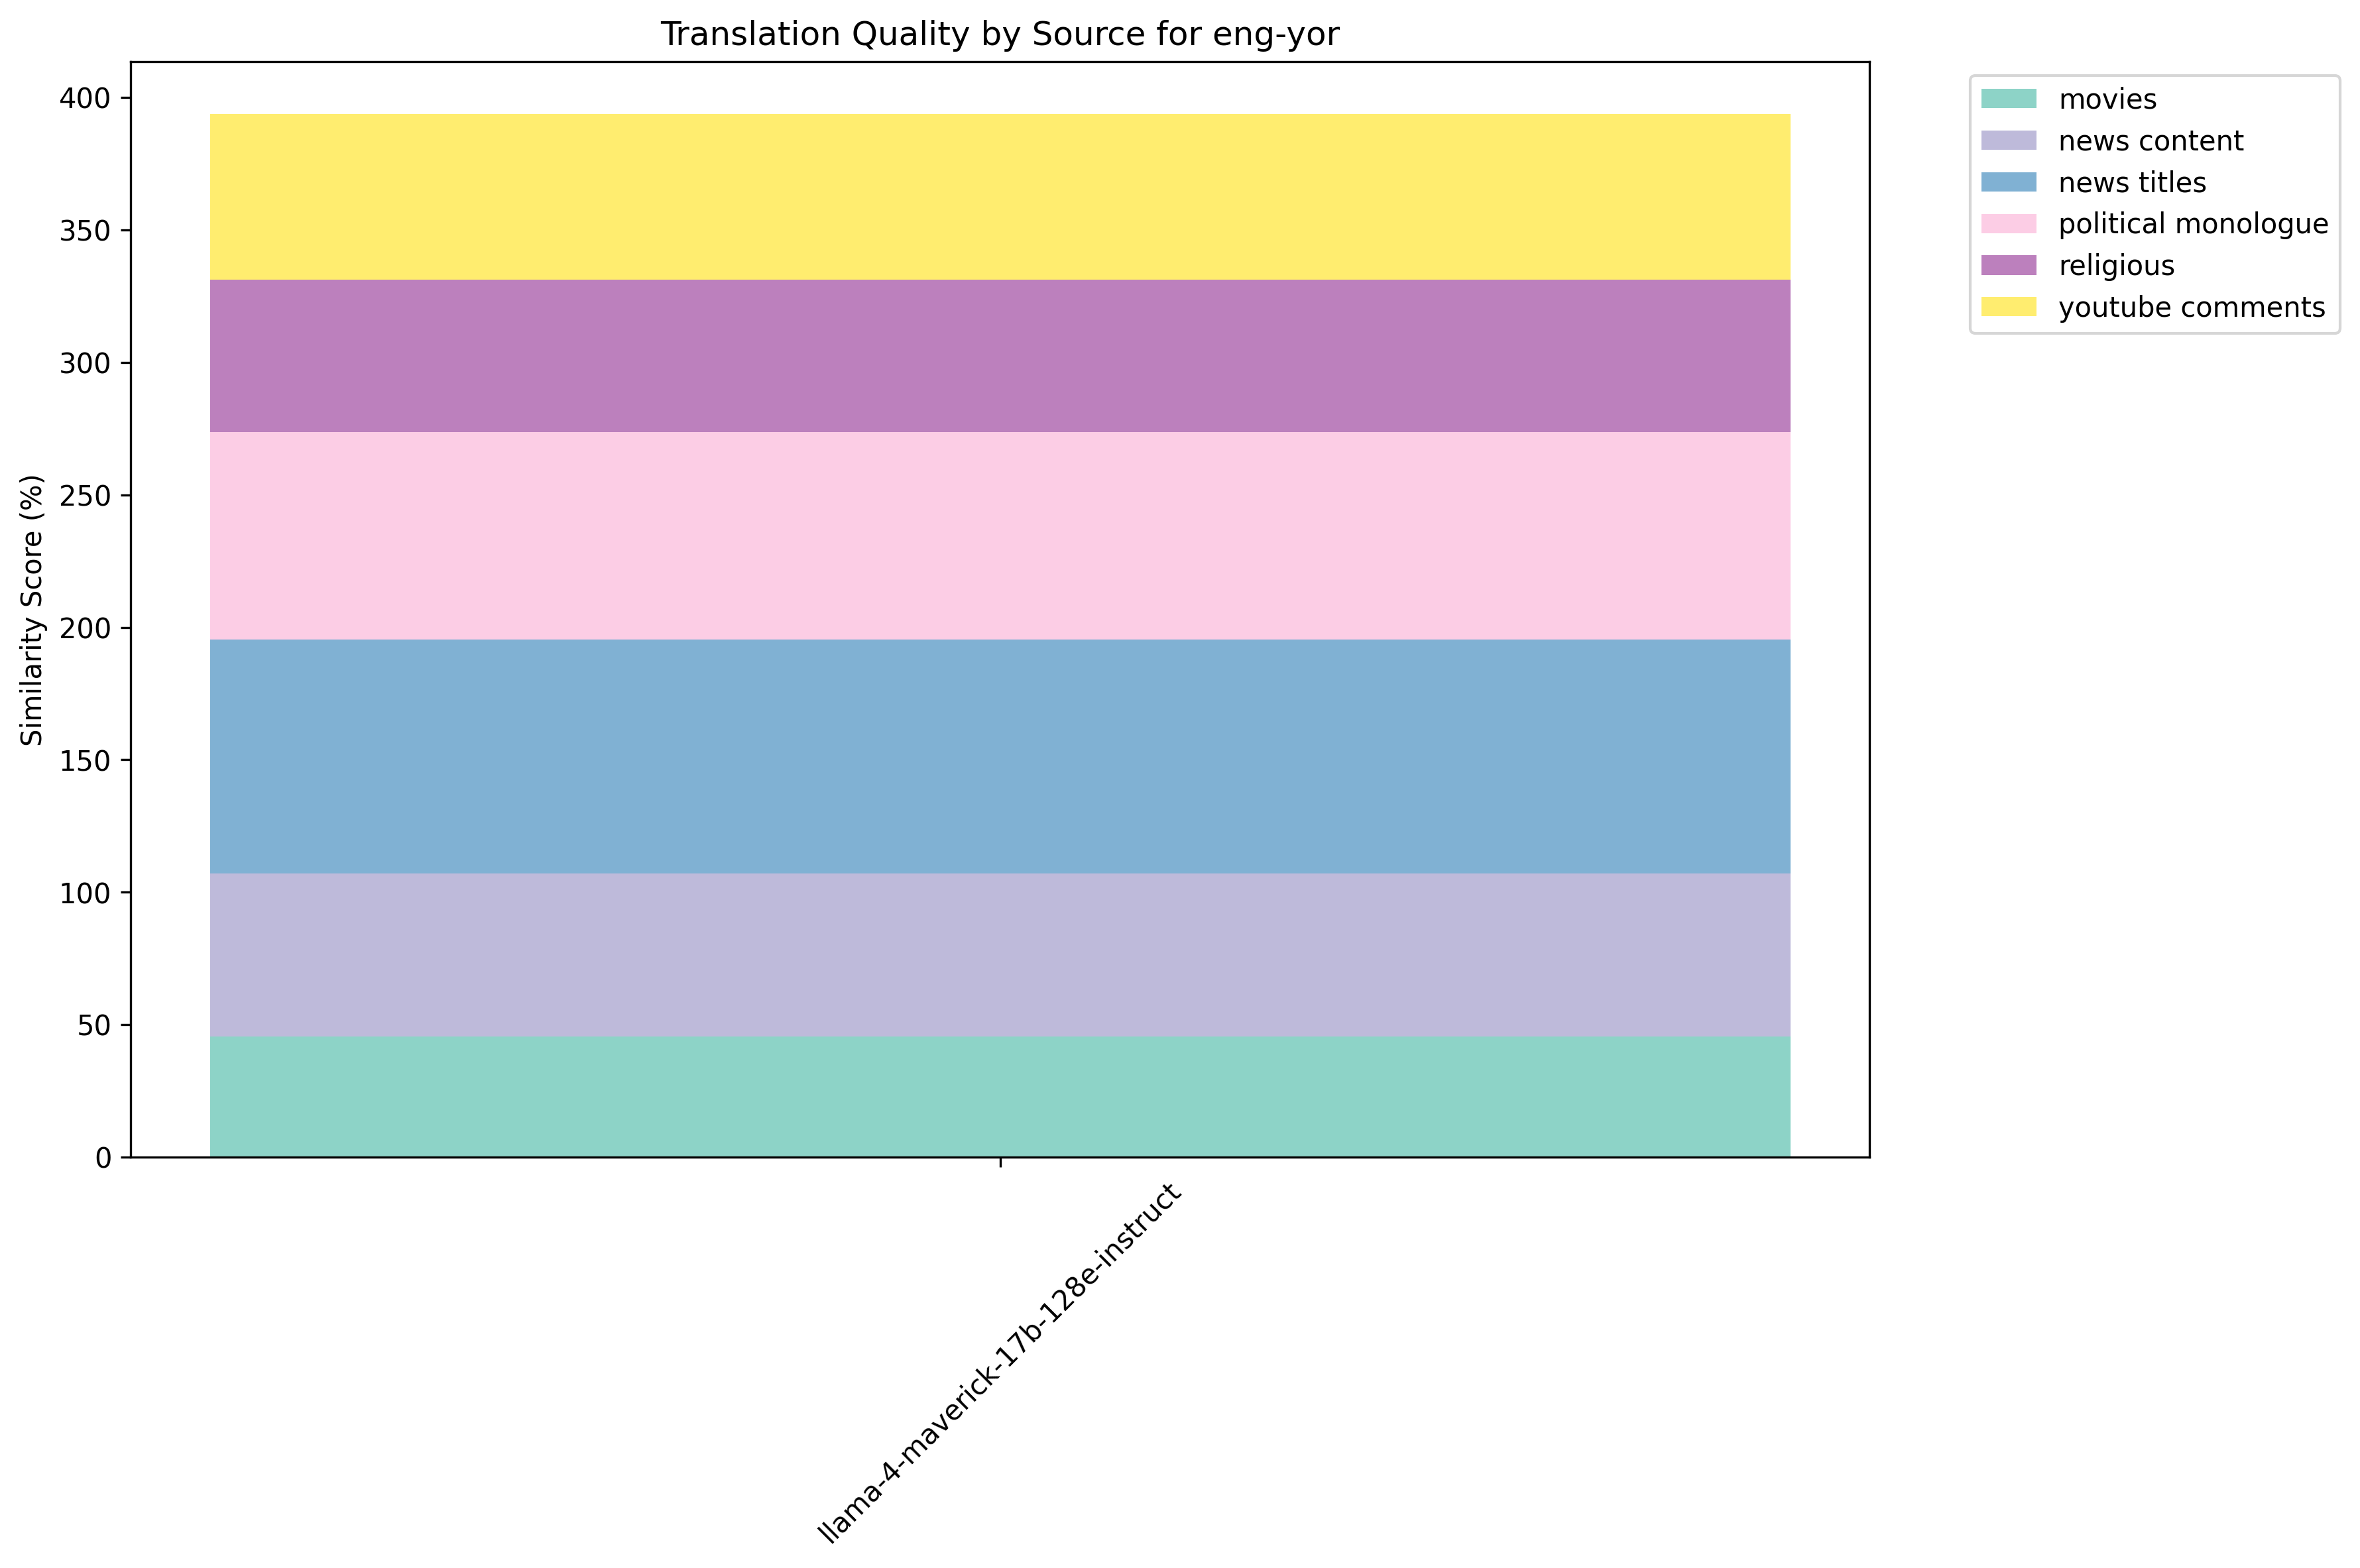 Translation Quality by Source for eng-yor
Similarity Score (%)
400
350
300
250
200
150
100
50
0
llama-4-maverick-17b-128e-instruct
movies
news content
news titles
political monologue
religious
youtube comments